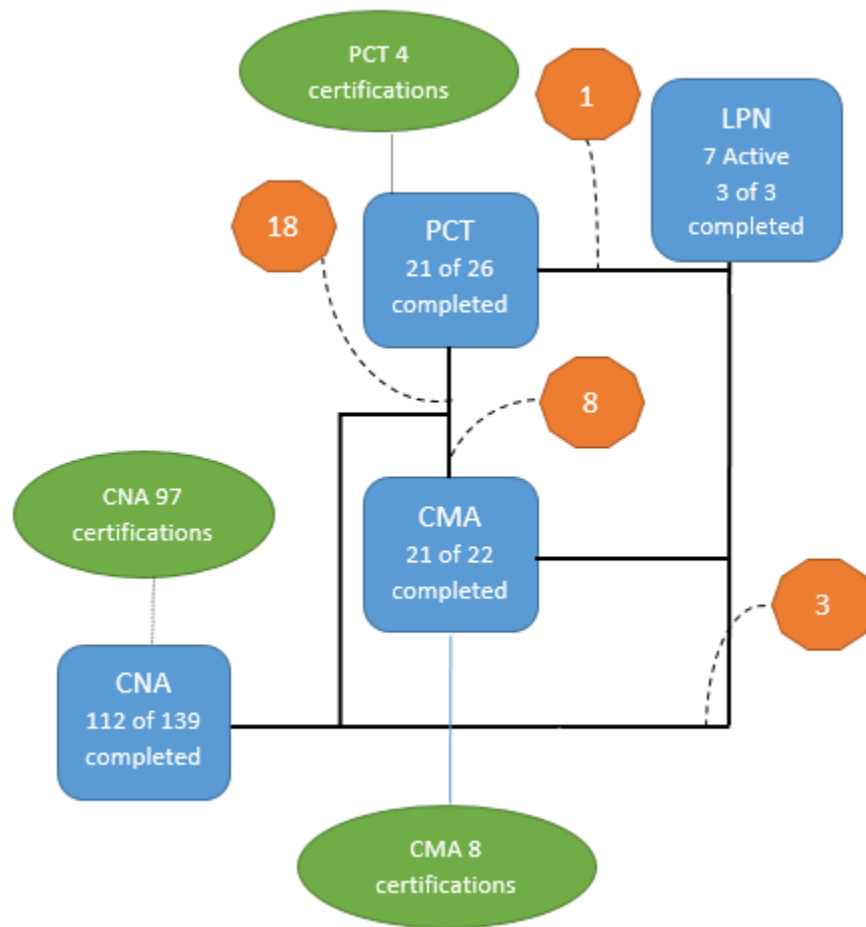 PCT 4
certifications
1
LPN
7 Active
3 of 3
completed
18
PCT
21 of 26
completed
8
CNA 97
certifications
CMA
21 of 22
completed
3
CNA
112 of 139
completed
CMA 8
certifications